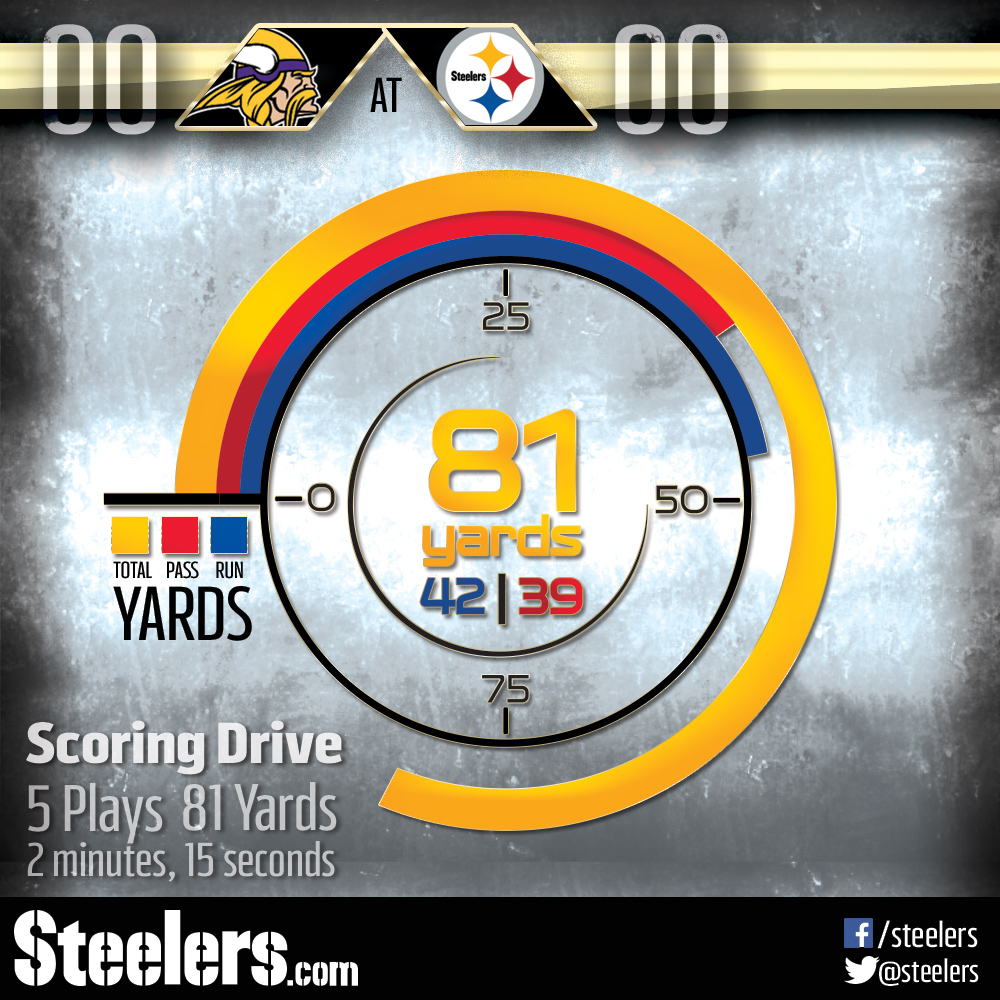 00 AT 00
Steelers
25
0
50
81
yards
42 | 39
75
TOTAL PASS RUN
YARDS
Scoring Drive
5 Plays 81 Yards
2 minutes, 15 seconds
Steelers.com
f/steelers
@steelers